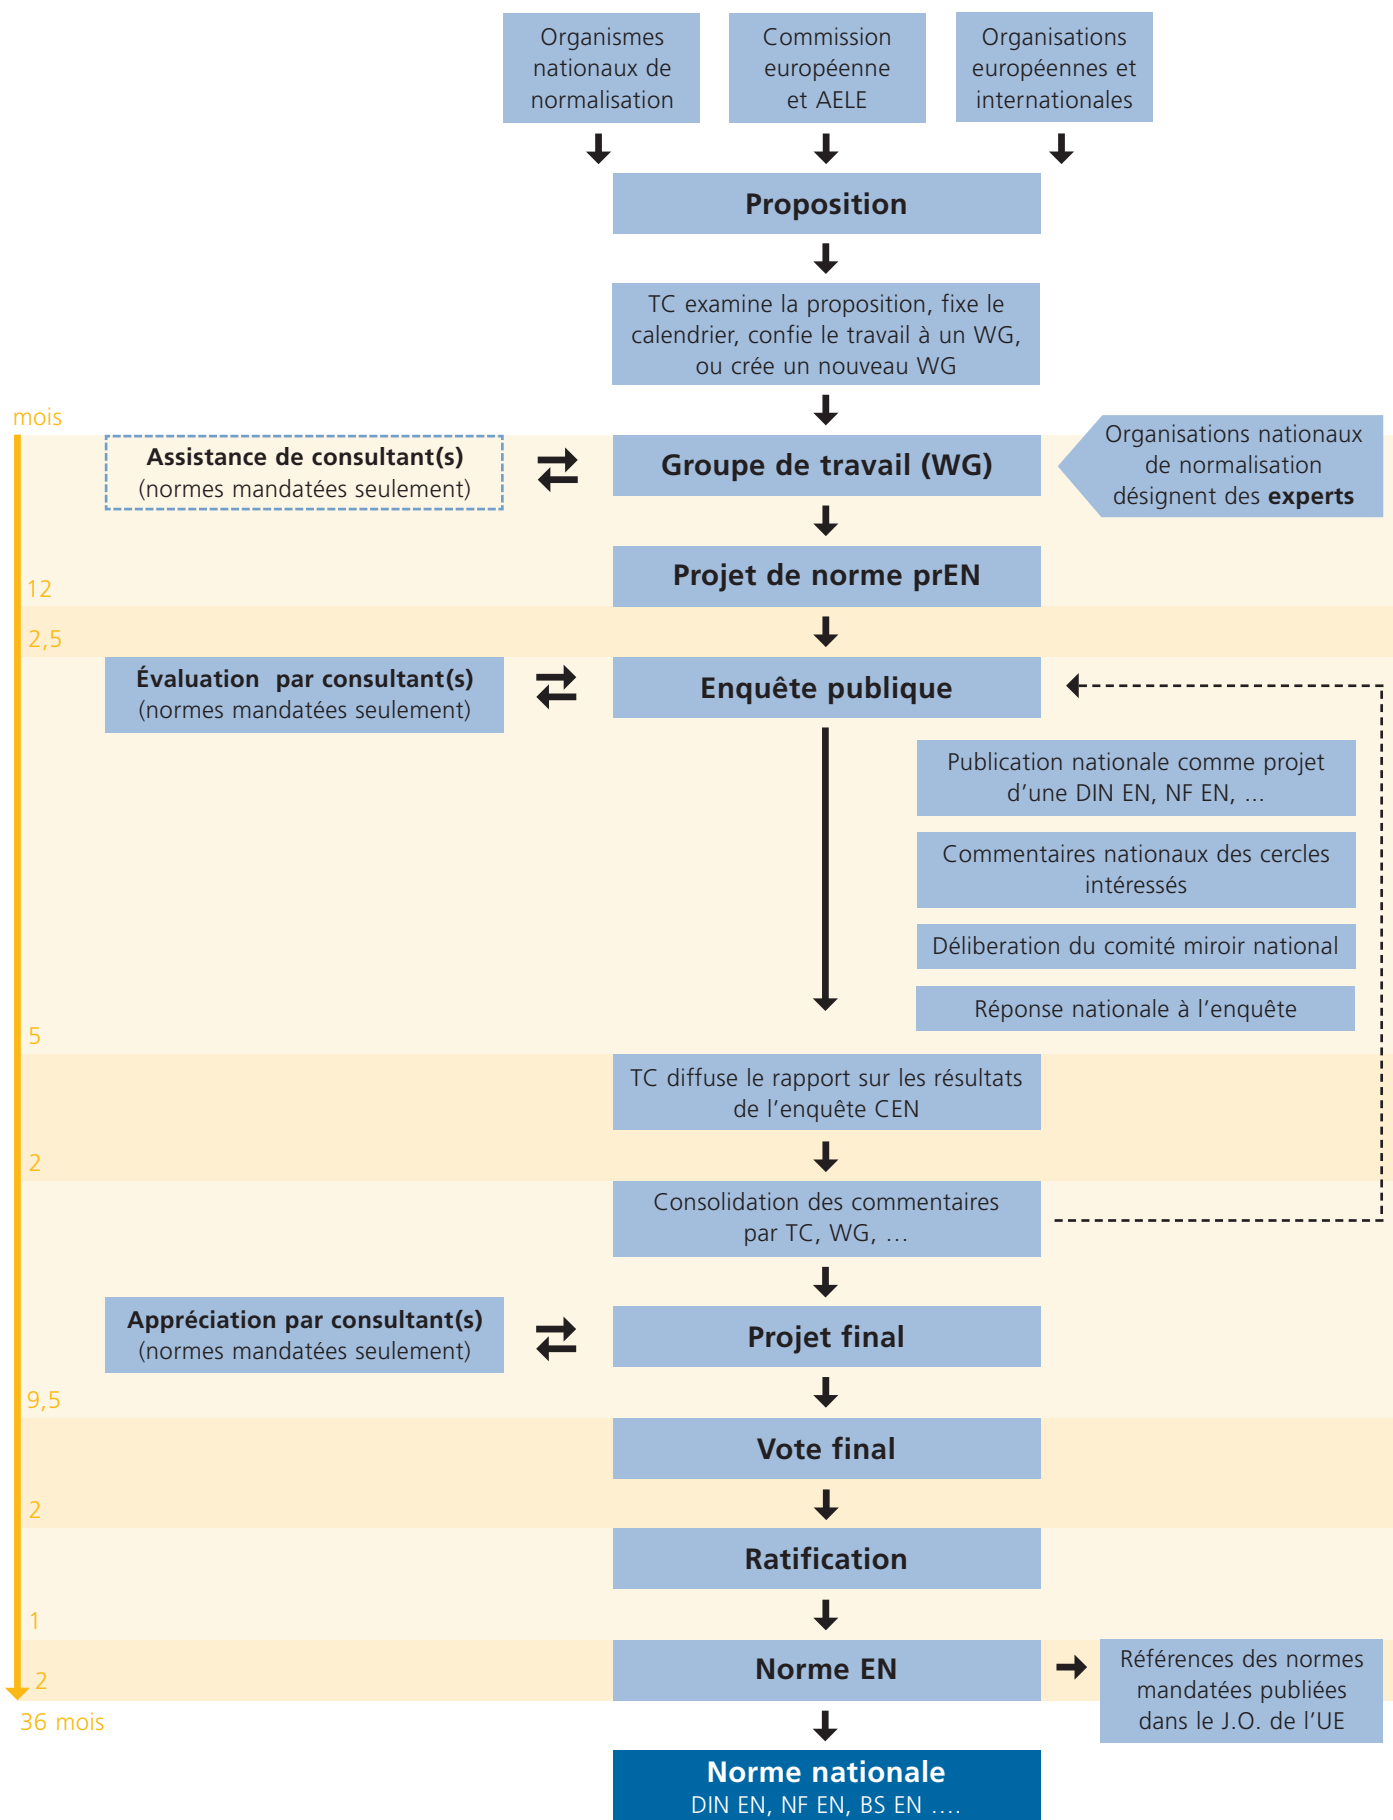 Organismes
nationaux de
normalisation
Commission
européenne
et AELE
Organisations
européennes et
internationales
Proposition
TC examine la proposition, fixe le
calendrier, confie le travail à un WG,
ou crée un nouveau WG
mois
Assistance de consultant(s)
(normes mandatées seulement)
Groupe de travail (WG)
Organisations nationaux
de normalisation
désignent des experts
Projet de norme prEN
12
2,5
Évaluation par consultant(s)
(normes mandatées seulement)
Enquête publique
Publication nationale comme projet
d'une DIN EN, NF EN, ...
Commentaires nationaux des cercles
intéressés
Déliberation du comité miroir national
Réponse nationale à l'enquête
5
TC diffuse le rapport sur les résultats
de l'enquête CEN
2
Consolidation des commentaires
par TC, WG, ...
Appréciation par consultant(s)
(normes mandatées seulement)
Projet final
9,5
Vote final
2
Ratification
1
Norme EN
2
Références des normes
mandatées publiées
dans le J.O. de l'UE
36 mois
Norme nationale
DIN EN, NF EN, BS EN ....